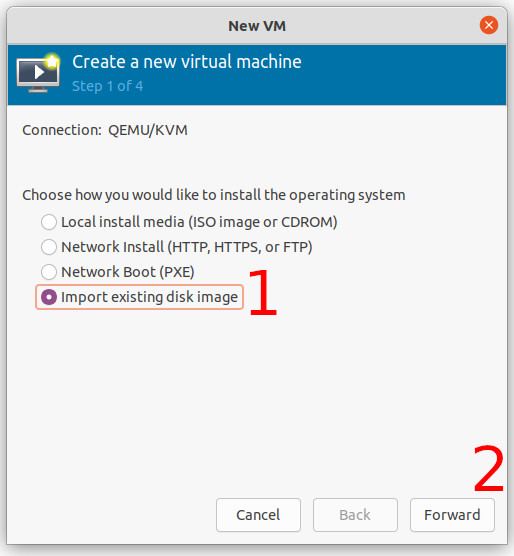 New VM
Create a new virtual machine
Step 1 of 4
Connection: QEMU/KVM
Choose how you would like to install the operating system
Local install media (ISO image or CDROM)
Network Install (HTTP, HTTPS, or FTP)
Network Boot (PXE)
Import existing disk image 1
2
Cancel Back Forward